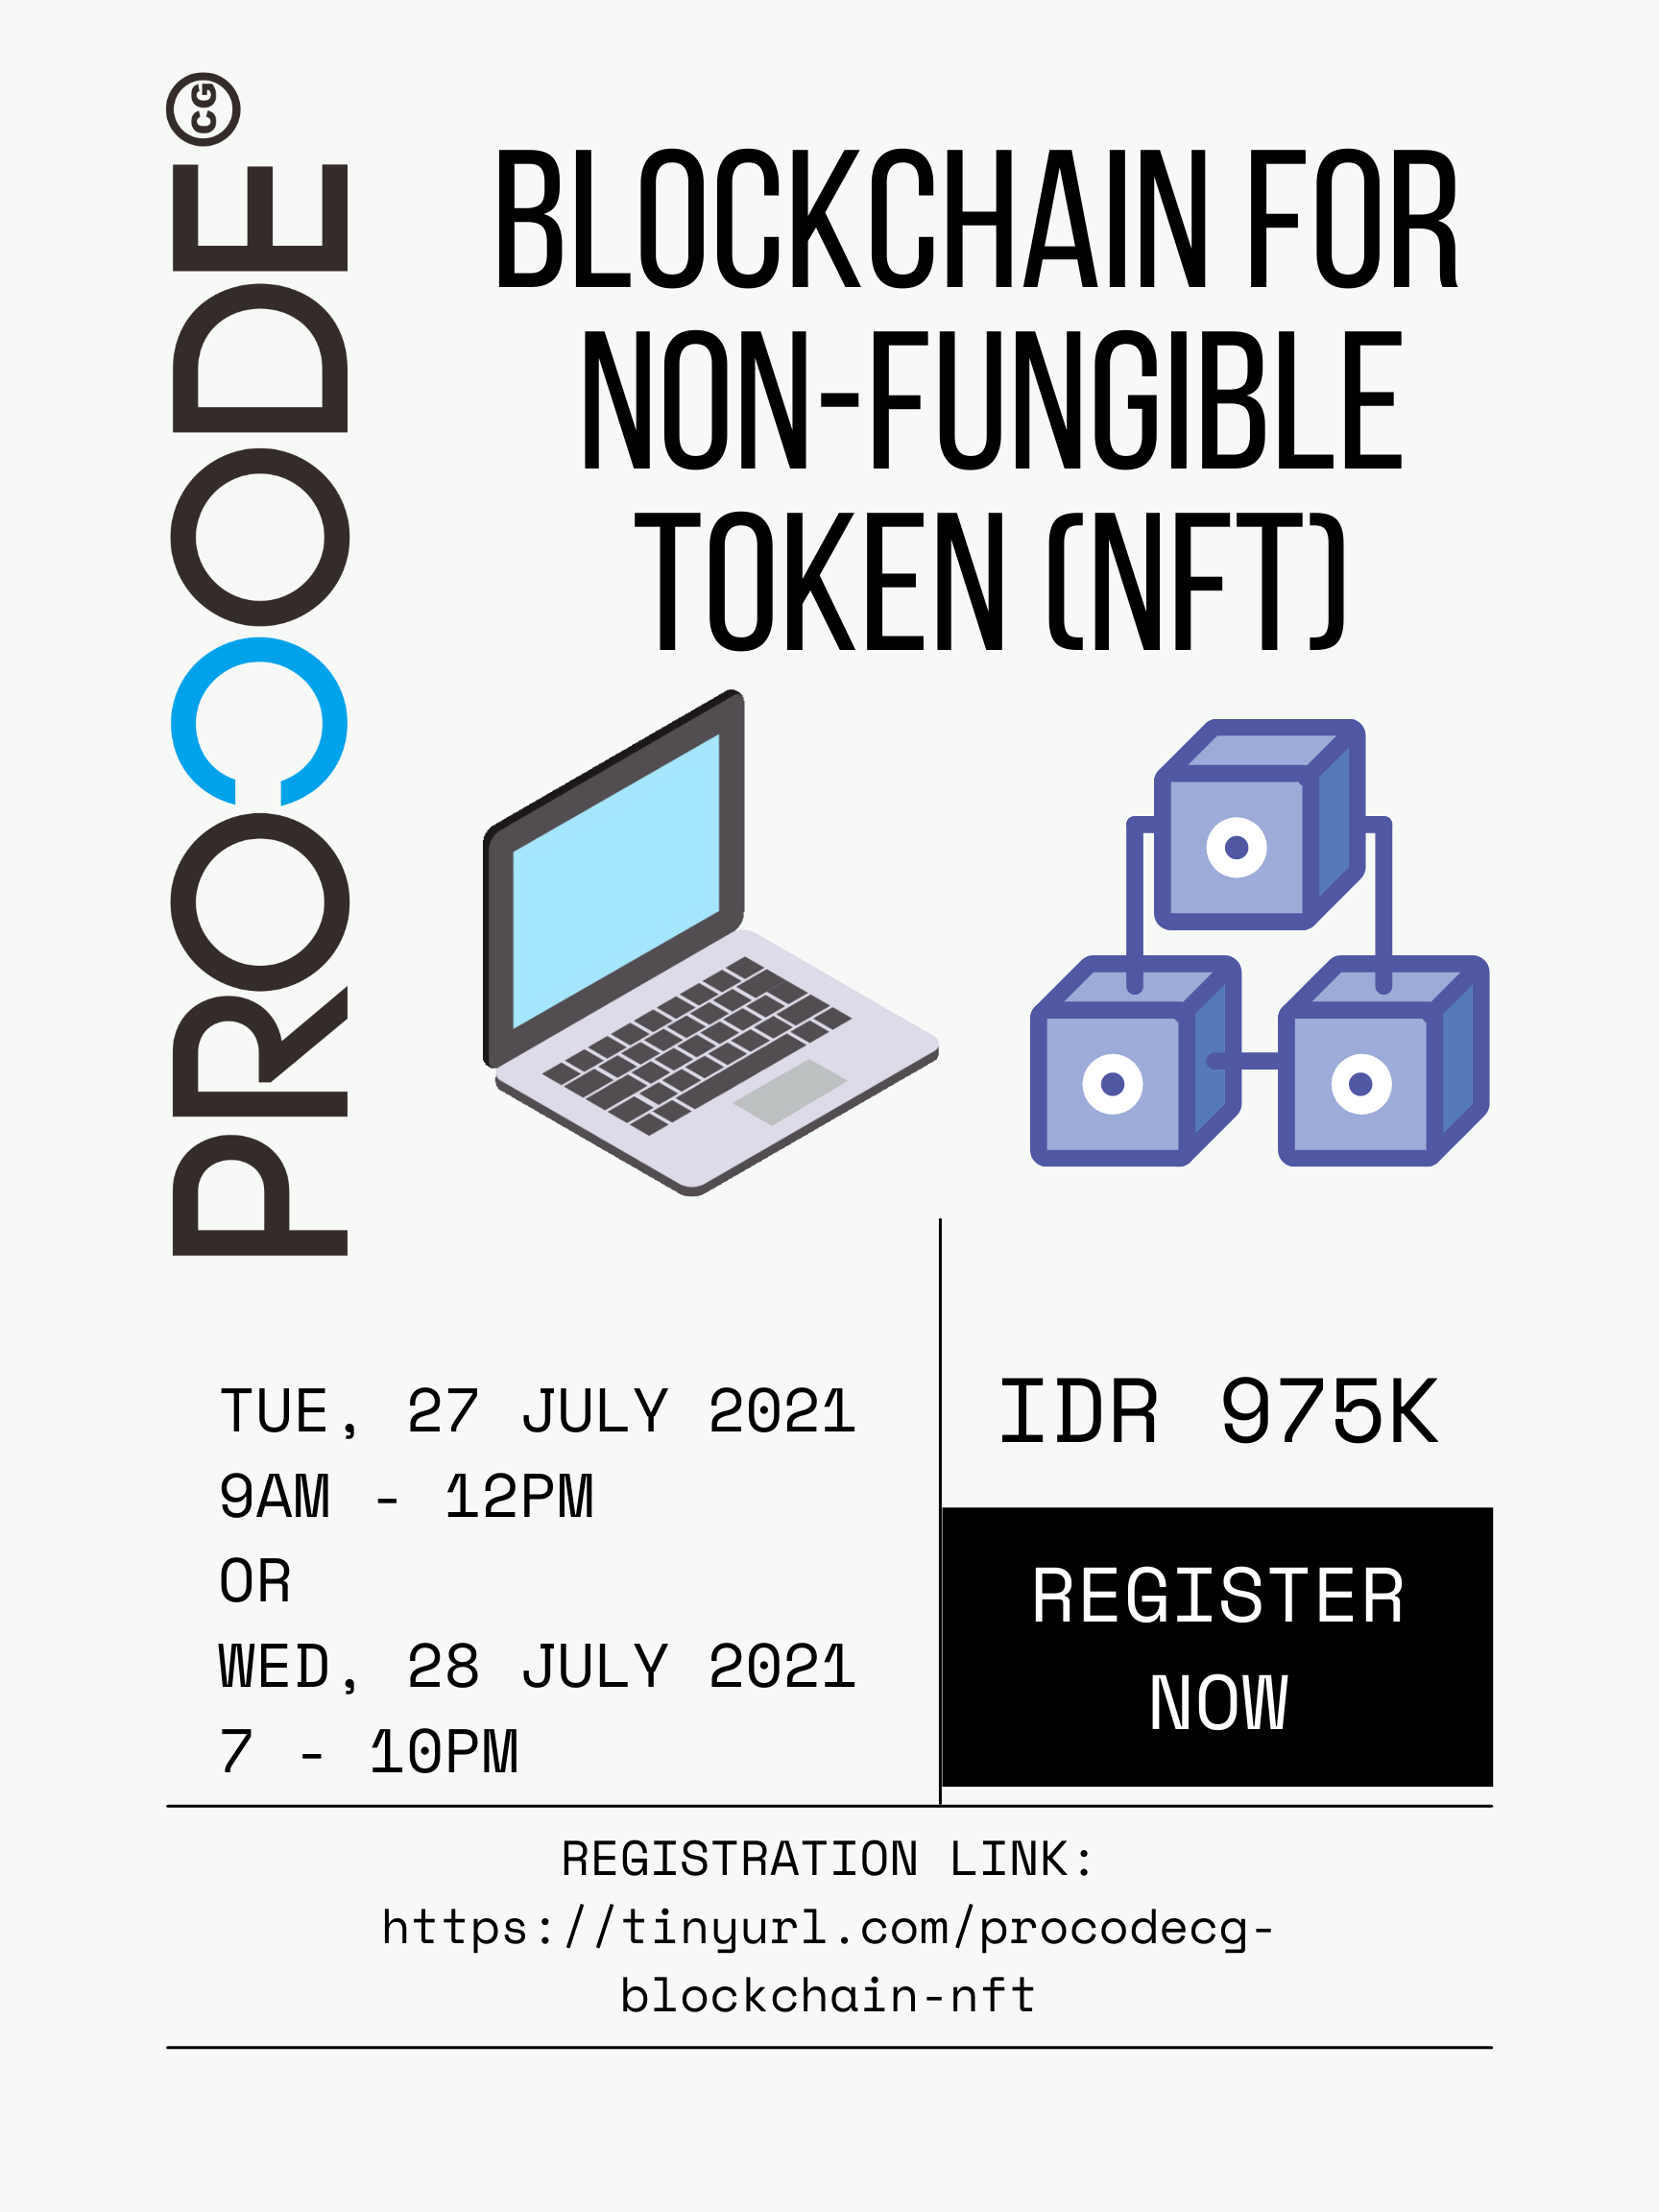 PROCODE CG
BLOCKCHAIN FOR
NON-FUNGIBLE
TOKEN (NFT)
TUE, 27 JULY 2021
9AM - 12PM
OR
WED, 28 JULY 2021
7 - 10PM
IDR 975K
REGISTER
NOW
REGISTRATION LINK:
https://tinyurl.com/procodecg-
blockchain-nft